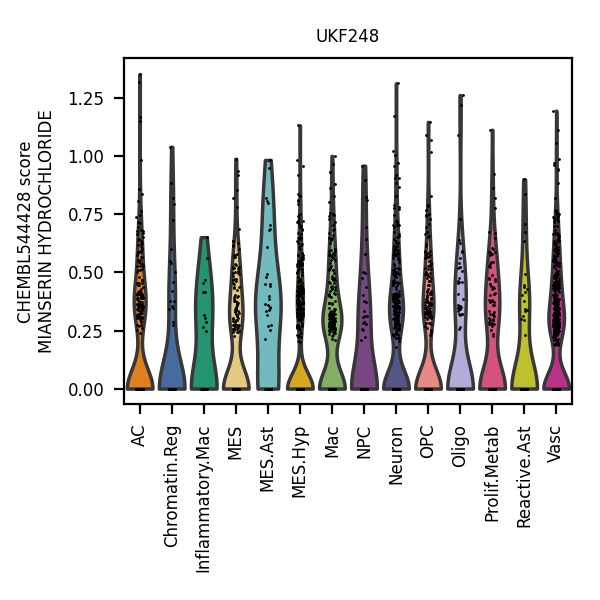 UKF248
CHEMBL544428 score
MIANSERIN HYDROCHLORIDE
1.25
1.00
0.75
0.50
0.25
0.00
AC
Chromatin.Reg
Inflammatory.Mac
MES
MES.Ast
MES.Hyp
Mac
NPC
Neuron
OPC
Oligo
Prolif.Metab
Reactive.Ast
Vasc